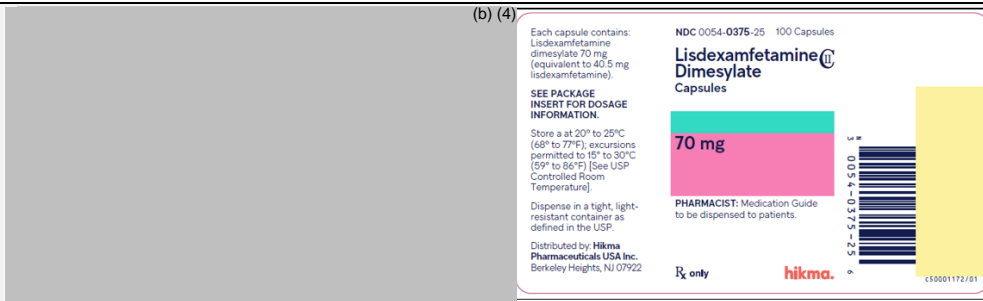 (b) (4)
Each capsule contains:
Lisdexamfetamine
dimesylate 70 mg
(equivalent to 40.5 mg
lisdexamfetamine).
SEE PACKAGE
INSERT FOR DOSAGE
INFORMATION.
Store a at 20° to 25°C
(68° to 77°F); excursions
permitted to 15° to 30°C
(59° to 86°F) [See USP
Controlled Room
Temperature].
Dispense in a tight, light-
resistant container as
defined in the USP.
Distributed by: Hikma
Pharmaceuticals USA Inc.
Berkeley Heights, NJ 07922
NDC 0054-0375-25 100 Capsules
Lisdexamfetamine CII
Dimesylate
Capsules
70 mg
PHARMACIST: Medication Guide
to be dispensed to patients.
Rx only
hikma.
N
3 0054-0375-25 6
c50001172/01